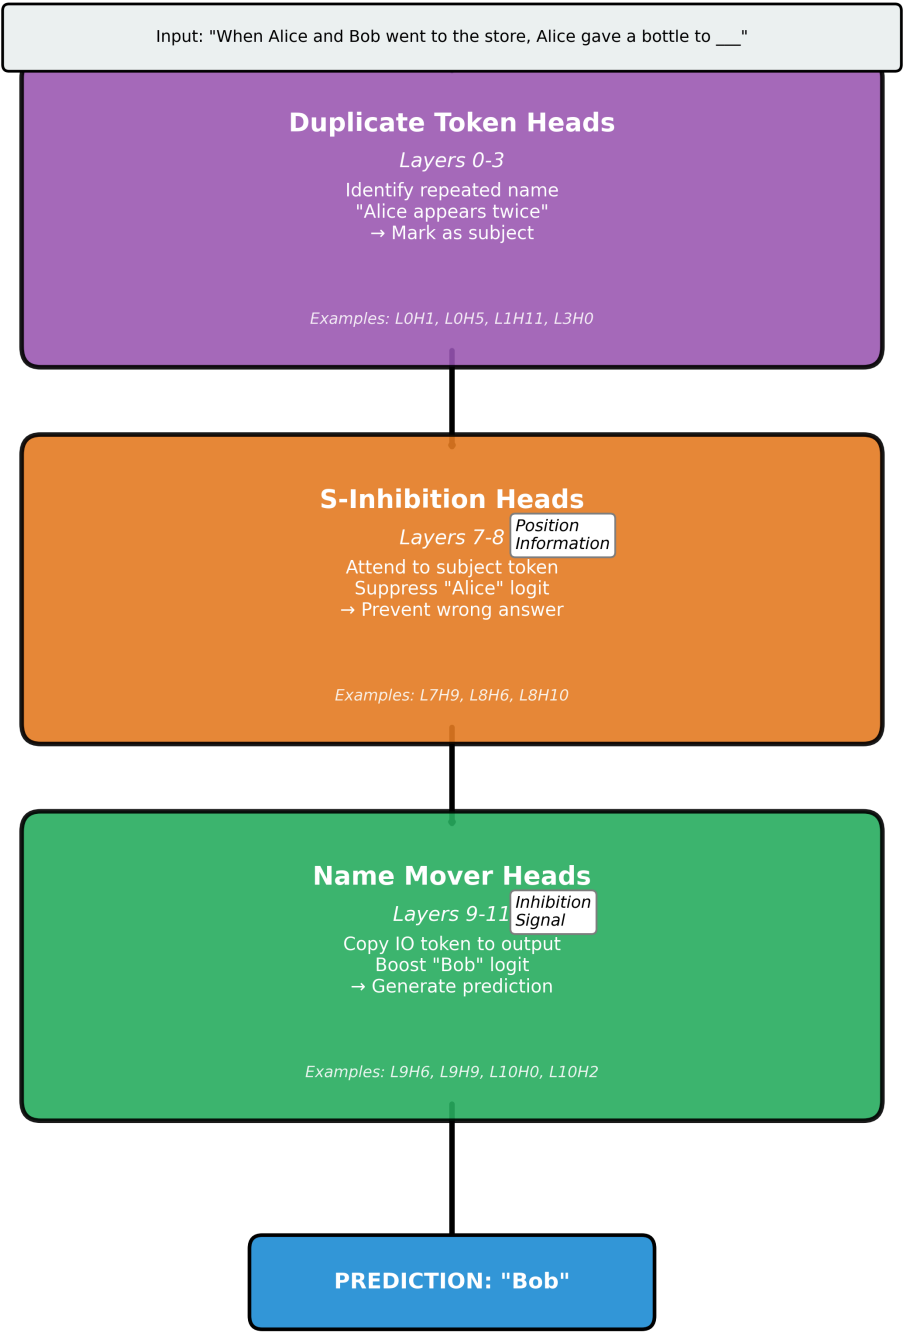 Input: "When Alice and Bob went to the store, Alice gave a bottle to ___"
Duplicate Token Heads
Layers 0-3
Identify repeated name
"Alice appears twice"
→ Mark as subject
Examples: L0H1, L0H5, L1H11, L3H0
S-Inhibition Heads
Layers 7-8
Position
Information
Attend to subject token
Suppress "Alice" logit
→ Prevent wrong answer
Examples: L7H9, L8H6, L8H10
Name Mover Heads
Layers 9-11
Inhibition
Signal
Copy IO token to output
Boost "Bob" logit
→ Generate prediction
Examples: L9H6, L9H9, L10H0, L10H2
PREDICTION: "Bob"